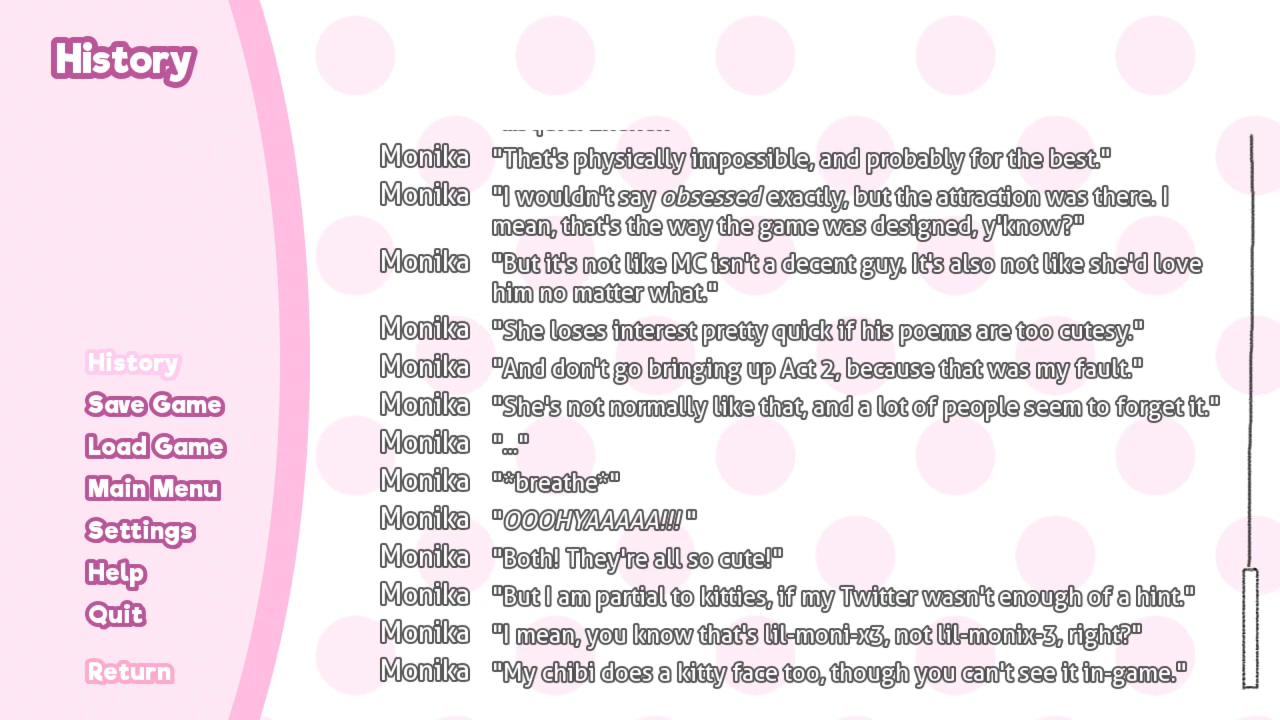 History
Monika "That's physically impossible, and probably for the best."
Monika "I wouldn't say obsessed exactly, but the attraction was there. I
mean, that's the way the game was designed, y'know?"
Monika "But it's not like MC isn't a decent guy. It's also not like she'd love
him no matter what."
Monika "She loses interest pretty quick if his poems are too cutesy."
Monika "And don't go bringing up Act 2, because that was my fault."
Monika "She's not normally like that, and a lot of people seem to forget it."
Monika "..."
Monika "*breathe*"
Monika "OOOHYAAAAA!!! "
Monika "Both! They're all so cute!"
Monika "But I am partial to kitties, if my Twitter wasn't enough of a hint."
Monika "I mean, you know that's lil-moni-x3, not lil-monix-3, right?"
Monika "My chibi does a kitty face too, though you can't see it in-game."
History
Save Game
Load Game
Main Menu
Settings
Help
Quit
Return